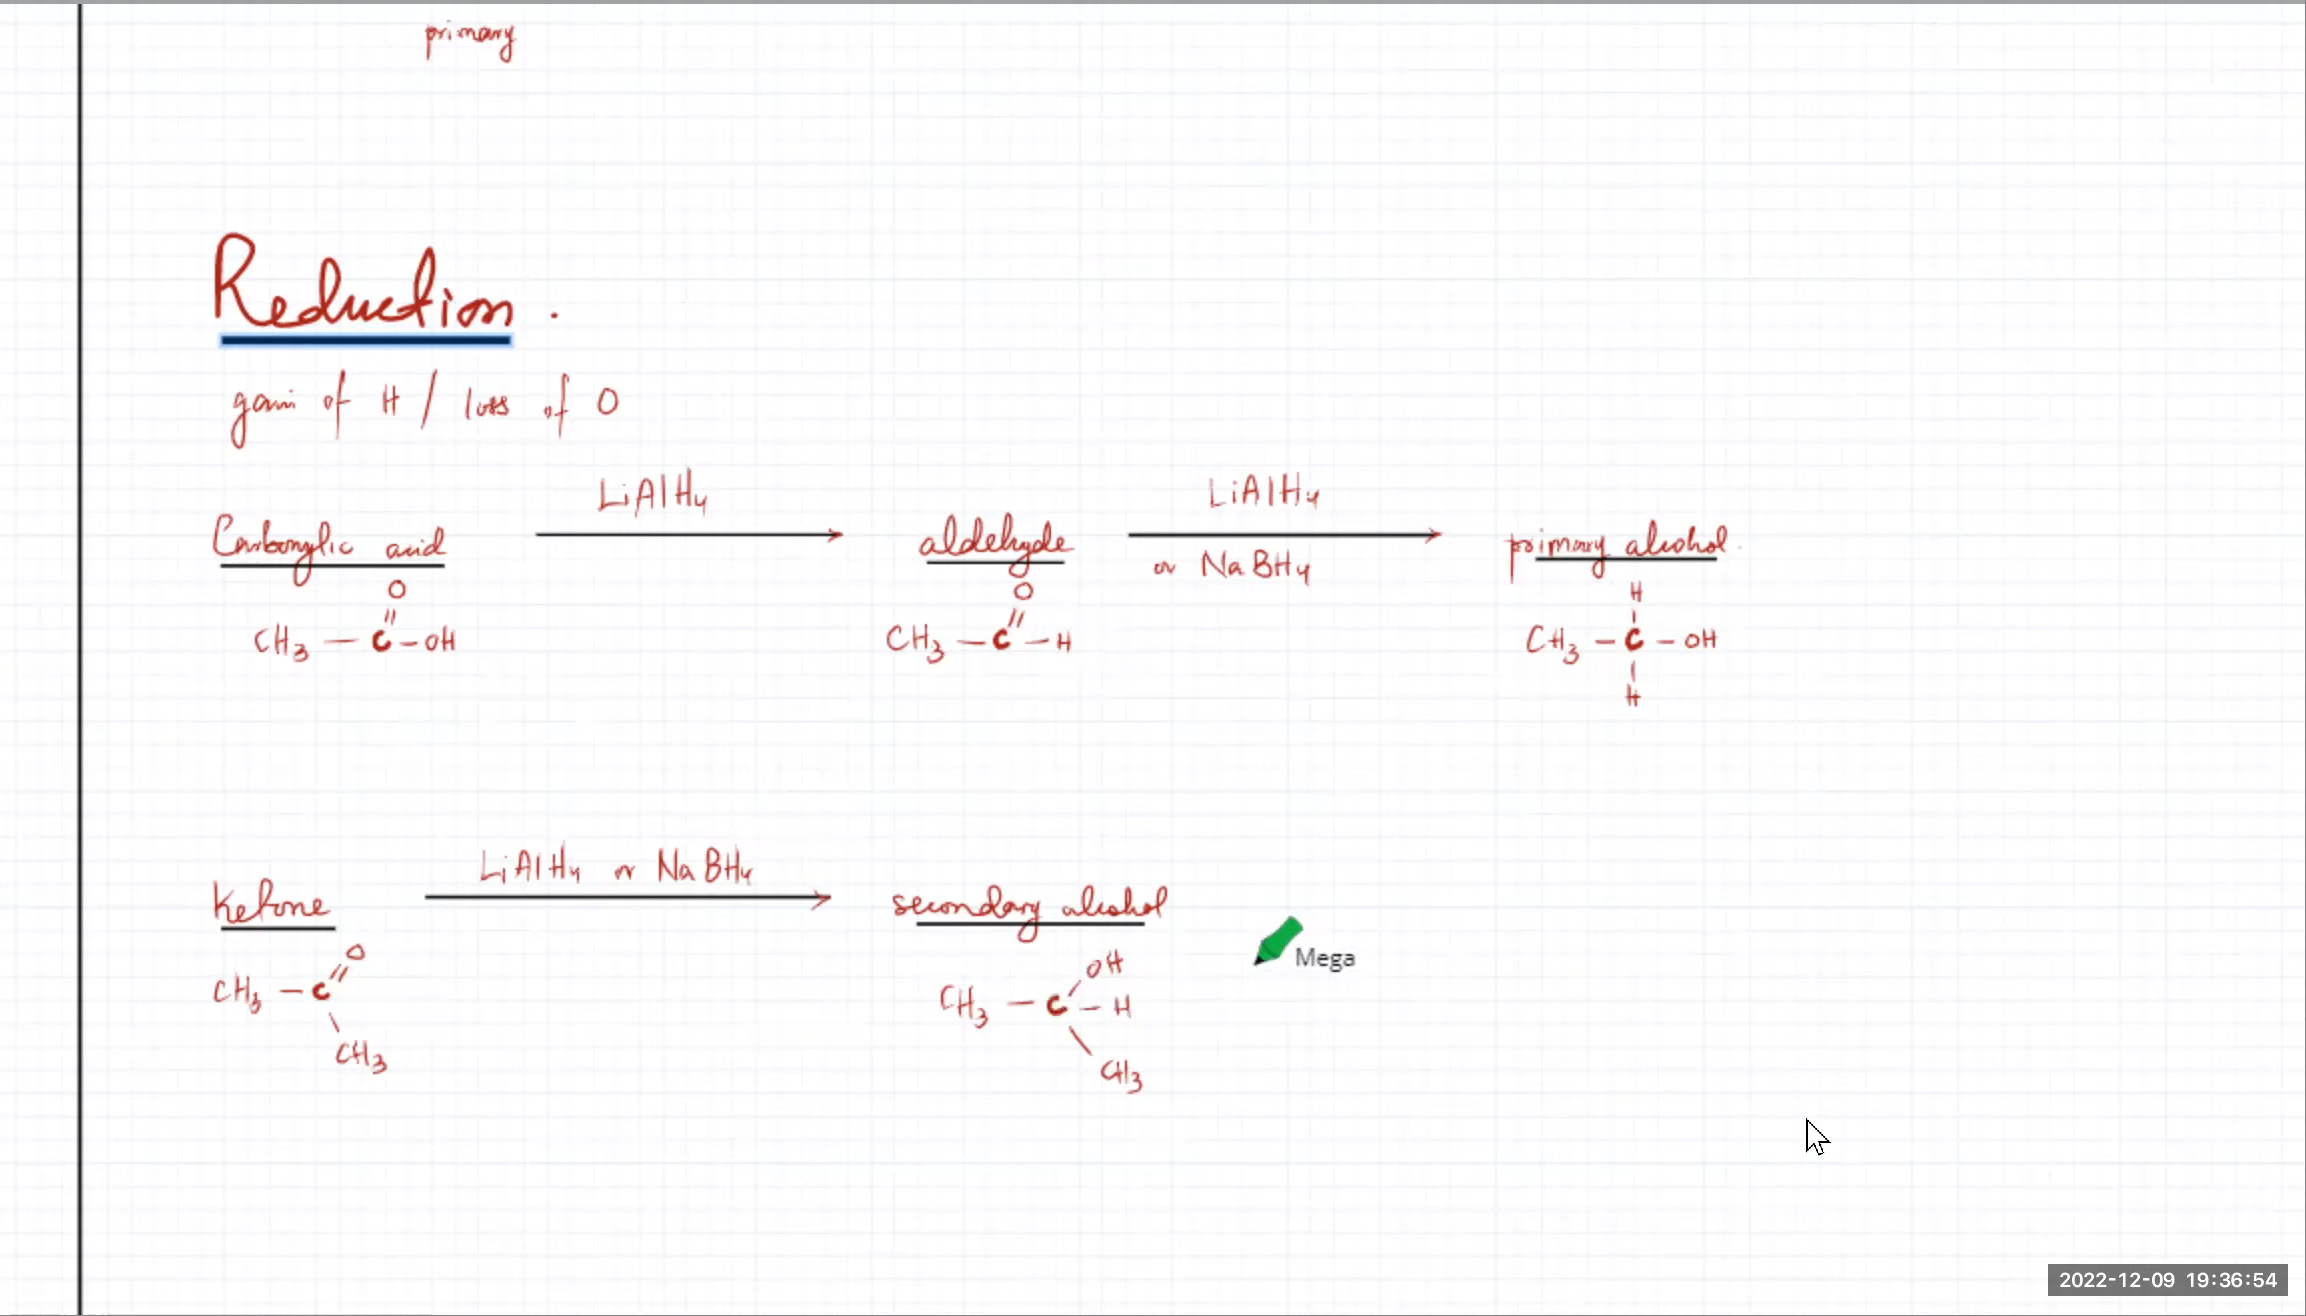 primary
Reduction.
gain of H / loss of O
LiAlH4
LiAlH4
Carboxylic acid
aldehyde
or NaBH4
primary alcohol
O
O
H
CH3 – C – OH
CH3 – C – H
CH3 – C – OH
H
LiAlH4 or NaBH4
Ketone
secondary alcohol
O
OH
Mega
CH3 – C
CH3 – C – H
CH3
CH3
2022-12-09 19:36:54